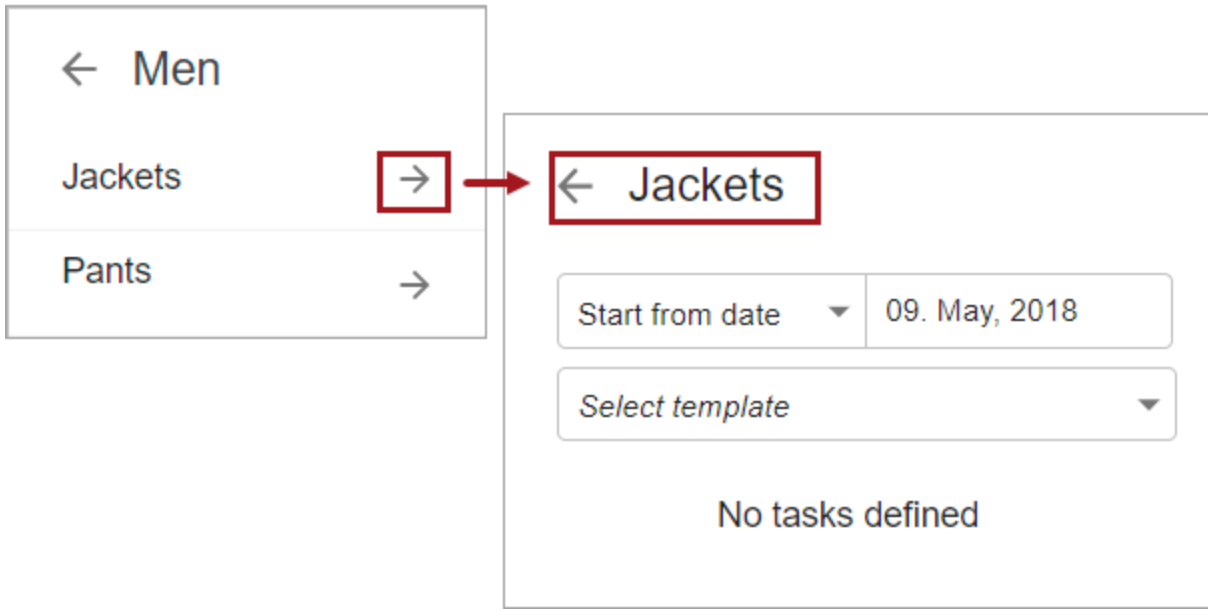 Men
Jackets
Pants
Jackets
Start from date
09. May, 2018
Select template
No tasks defined